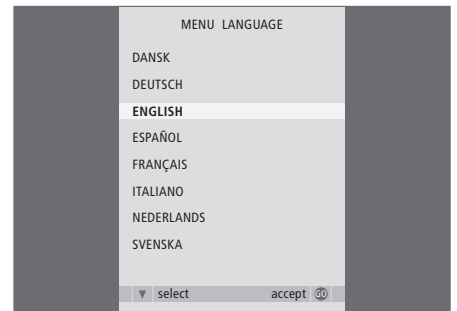 MENU LANGUAGE
DANSK
DEUTSCH
ENGLISH
ESPAÑOL
FRANÇAIS
ITALIANO
NEDERLANDS
SVENSKA
▼ select accept GO